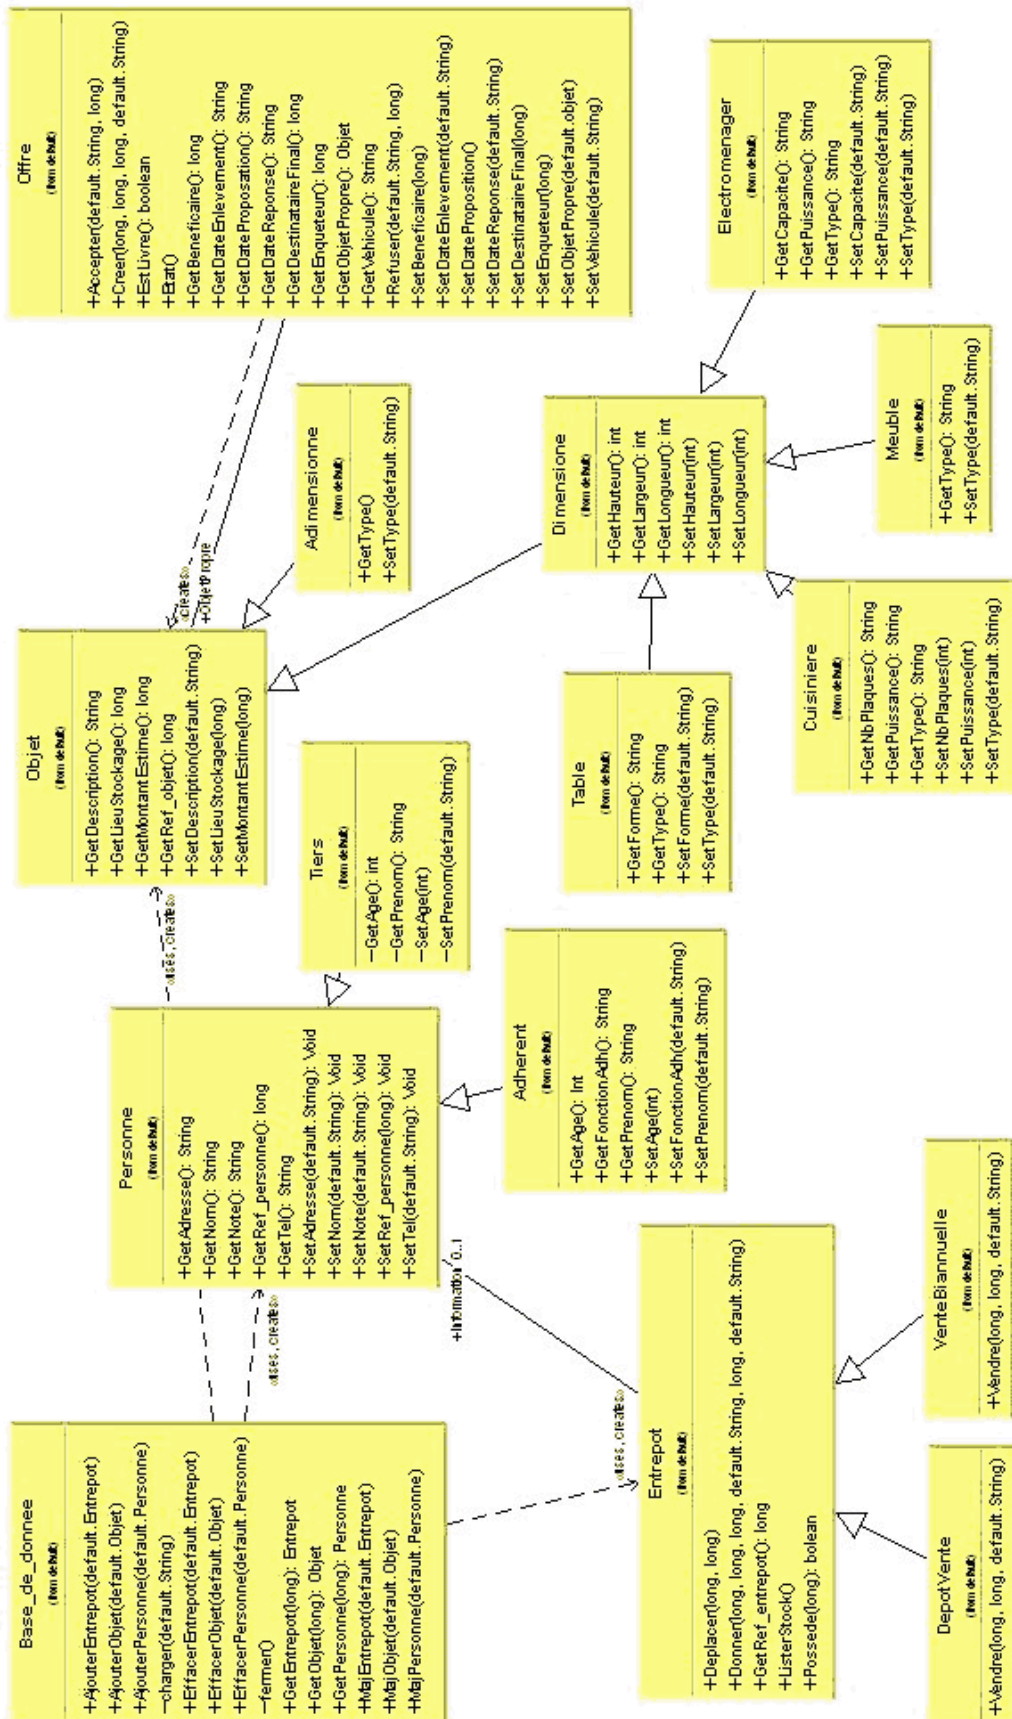 Base_de_donnee
(from default)
+AjouterEntrepot(default.Entrepot)
+AjouterObjet(default.Objet)
+AjouterPersonne(default.Personne)
-charger(default.String)
+EffacerEntrepot(default.Entrepot)
+EffacerObjet(default.Objet)
+EffacerPersonne(default.Personne)
-fermer()
+GetEntrepot(long): Entrepot
+GetObjet(long): Objet
+GetPersonne(long): Personne
+MajEntrepot(default.Entrepot)
+MajObjet(default.Objet)
+MajPersonne(default.Personne)
«uses, creates»
Personne
(from default)
+GetAdresse(): String
+GetNom(): String
+GetNote(): String
+GetRef_personne(): long
+GetTel(): String
+SetAdresse(default.String): Void
+SetNom(default.String): Void
+SetNote(default.String): Void
+SetRef_personne(long): Void
+SetTel(default.String): Void
«uses, creates»
Objet
(from default)
+GetDescription(): String
+GetLieuStockage(): long
+GetMontantEstime(): long
+GetRef_objet(): long
+SetDescription(default.String)
+SetLieuStockage(long)
+SetMontantEstime(long)
«creates»
+ObjetPropre
Offre
(from default)
+Accepter(default.String, long)
+Creer(long, long, long, default.String)
+EstLivre(): boolean
+Etat()
+GetBeneficaire(): long
+GetDateEnlevement(): String
+GetDateProposation(): String
+GetDateReponse(): String
+GetDestinataireFinal(): long
+GetEnqueteur(): long
+GetObjetPropre(): Objet
+GetVehicule(): String
+Refuser(default.String, long)
+SetBeneficaire(long)
+SetDateEnlevement(default.String)
+SetDateProposition()
+SetDateReponse(default.String)
+SetDestinataireFinal(long)
+SetEnqueteur(long)
+SetObjetPropre(default.objet)
+SetVehicule(default.String)
Tiers
(from default)
-GetAge(): int
-GetPrenom(): String
-SetAge(int)
-SetPrenom(default.String)
Adimensionne
(from default)
+GetType()
+SetType(default.String)
+Information 0..1
Adherent
(from default)
+GetAge(): Int
+GetFonctionAdh(): String
+GetPrenom(): String
+SetAge(int)
+SetFonctionAdh(default.String)
+SetPrenom(default.String)
Table
(from default)
+GetForme(): String
+GetType(): String
+SetForme(default.String)
+SetType(default.String)
Dimensione
(from default)
+GetHauteur(): int
+GetLargeur(): int
+GetLongueur(): int
+SetHauteur(int)
+SetLargeur(int)
+SetLongueur(int)
Electromanager
(from default)
+GetCapacite(): String
+GetPuissance(): String
+GetType(): String
+SetCapacite(default.String)
+SetPuissance(default.String)
+SetType(default.String)
«uses, creates»
Entrepot
(from default)
+Deplacer(long, long)
+Donner(long, long, default.String, long, default.String)
+GetRef_entrepot(): long
+ListerStock()
+Possede(long): bolean
Cuisiniere
(from default)
+GetNbPlaques(): String
+GetPuissance(): String
+GetType(): String
+SetNbPlaques(int)
+SetPuissance(int)
+SetType(default.String)
Meuble
(from default)
+GetType(): String
+SetType(default.String)
DepotVente
(from default)
+Vendre(long, long, default.String)
VenteBiannuelle
(from default)
+Vendre(long, long, default.String)